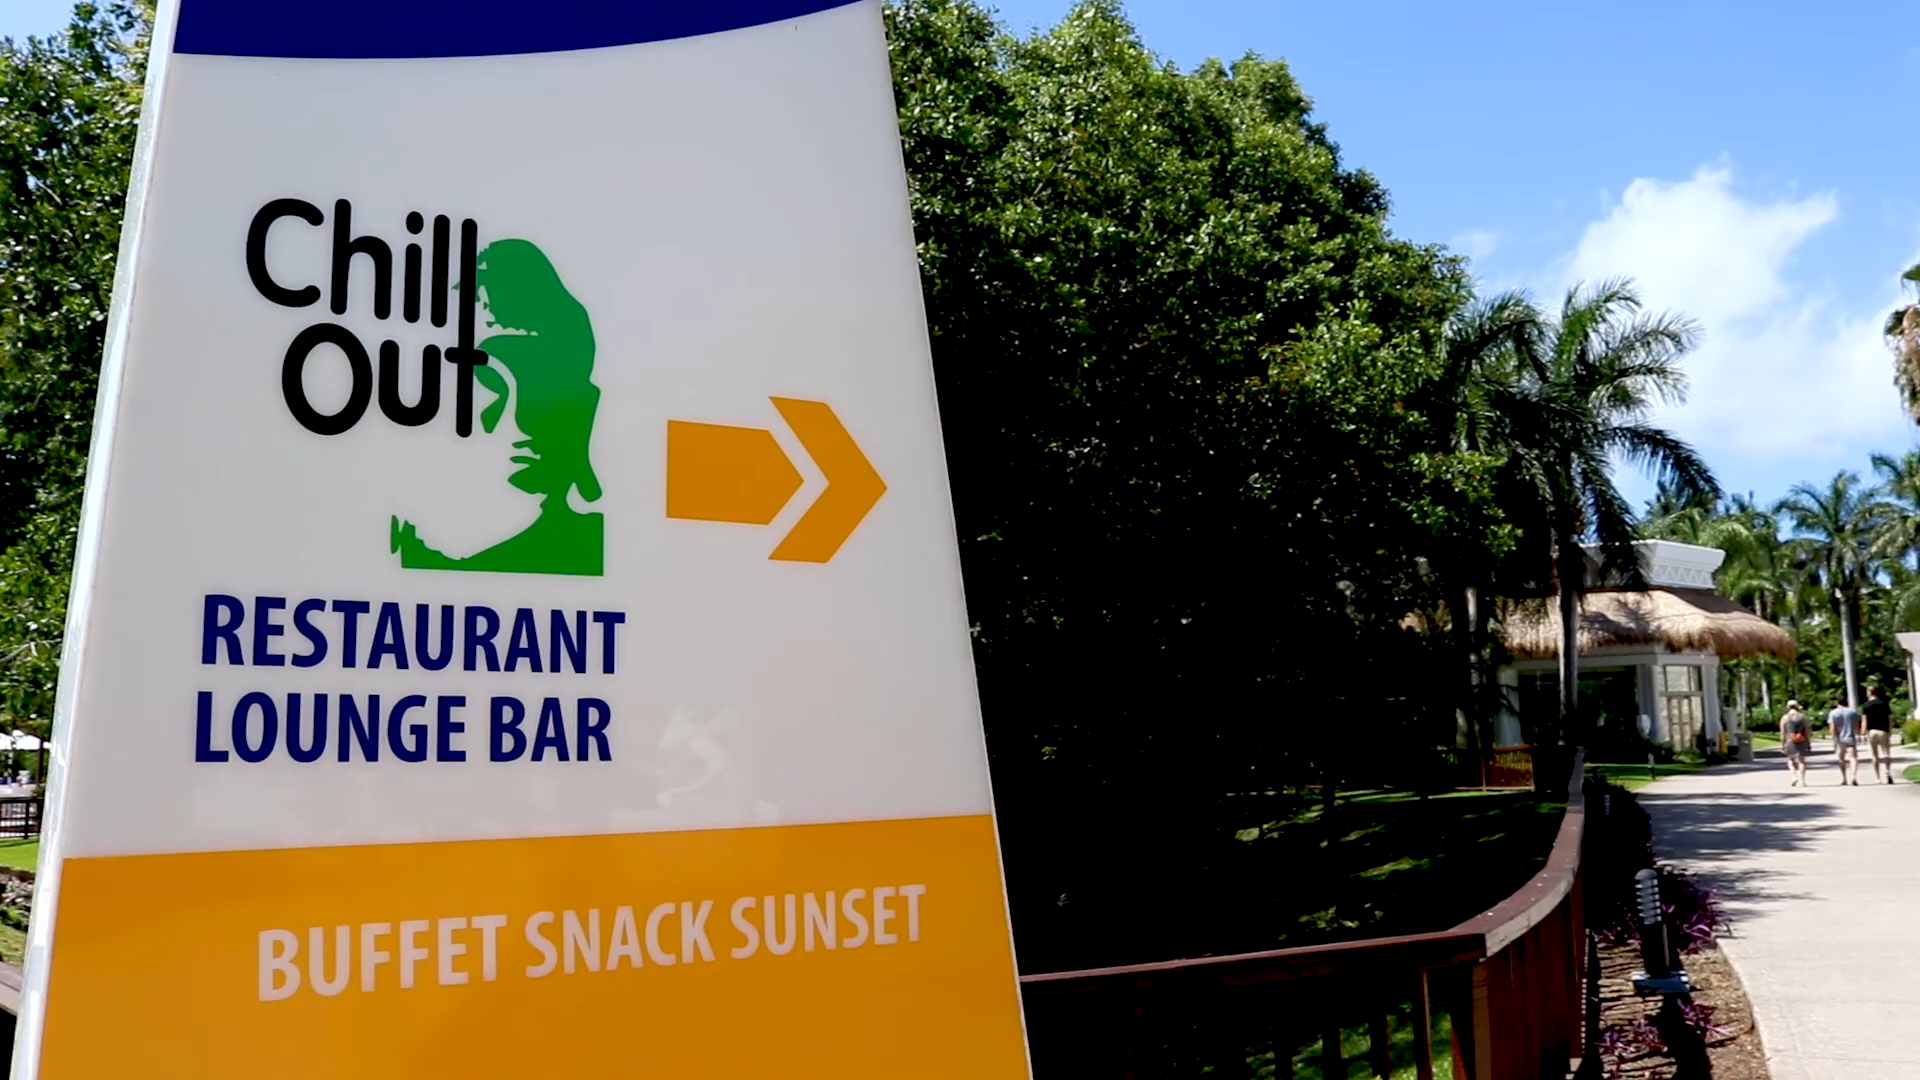 Chill
Out
RESTAURANT
LOUNGE BAR
BUFFET SNACK SUNSET